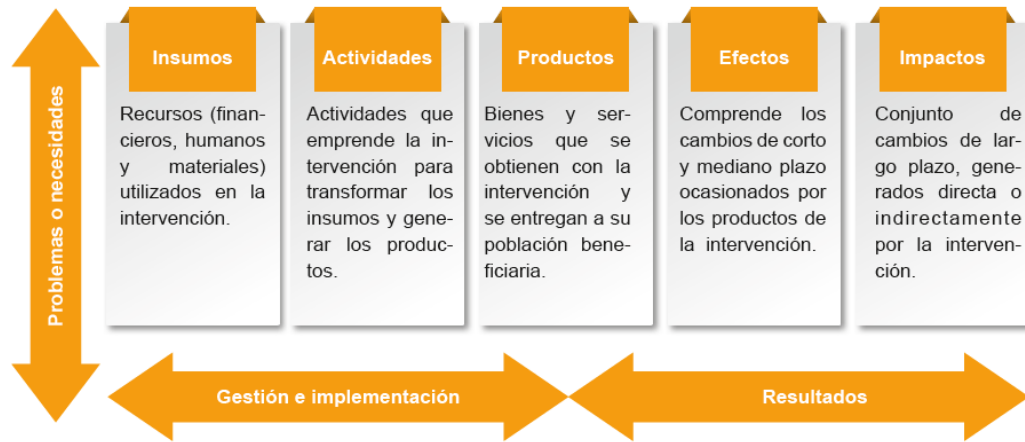 Problemas o necesidades
Insumos
Recursos (finan-
cieros, humanos
y materiales)
utilizados en la
intervención.
Actividades
Actividades que
emprende la in-
tervención para
transformar los
insumos y gene-
rar los produc-
tos.
Productos
Bienes y ser-
vicios que se
obtienen con la
intervención y
se entregan a su
población bene-
ficiaria.
Efectos
Comprende los
cambios de corto
y mediano plazo
ocasionados por
los productos de
la intervención.
Impactos
Conjunto de
cambios de lar-
go plazo, gene-
rados directa o
indirectamente
por la interven-
ción.
Gestión e implementación
Resultados